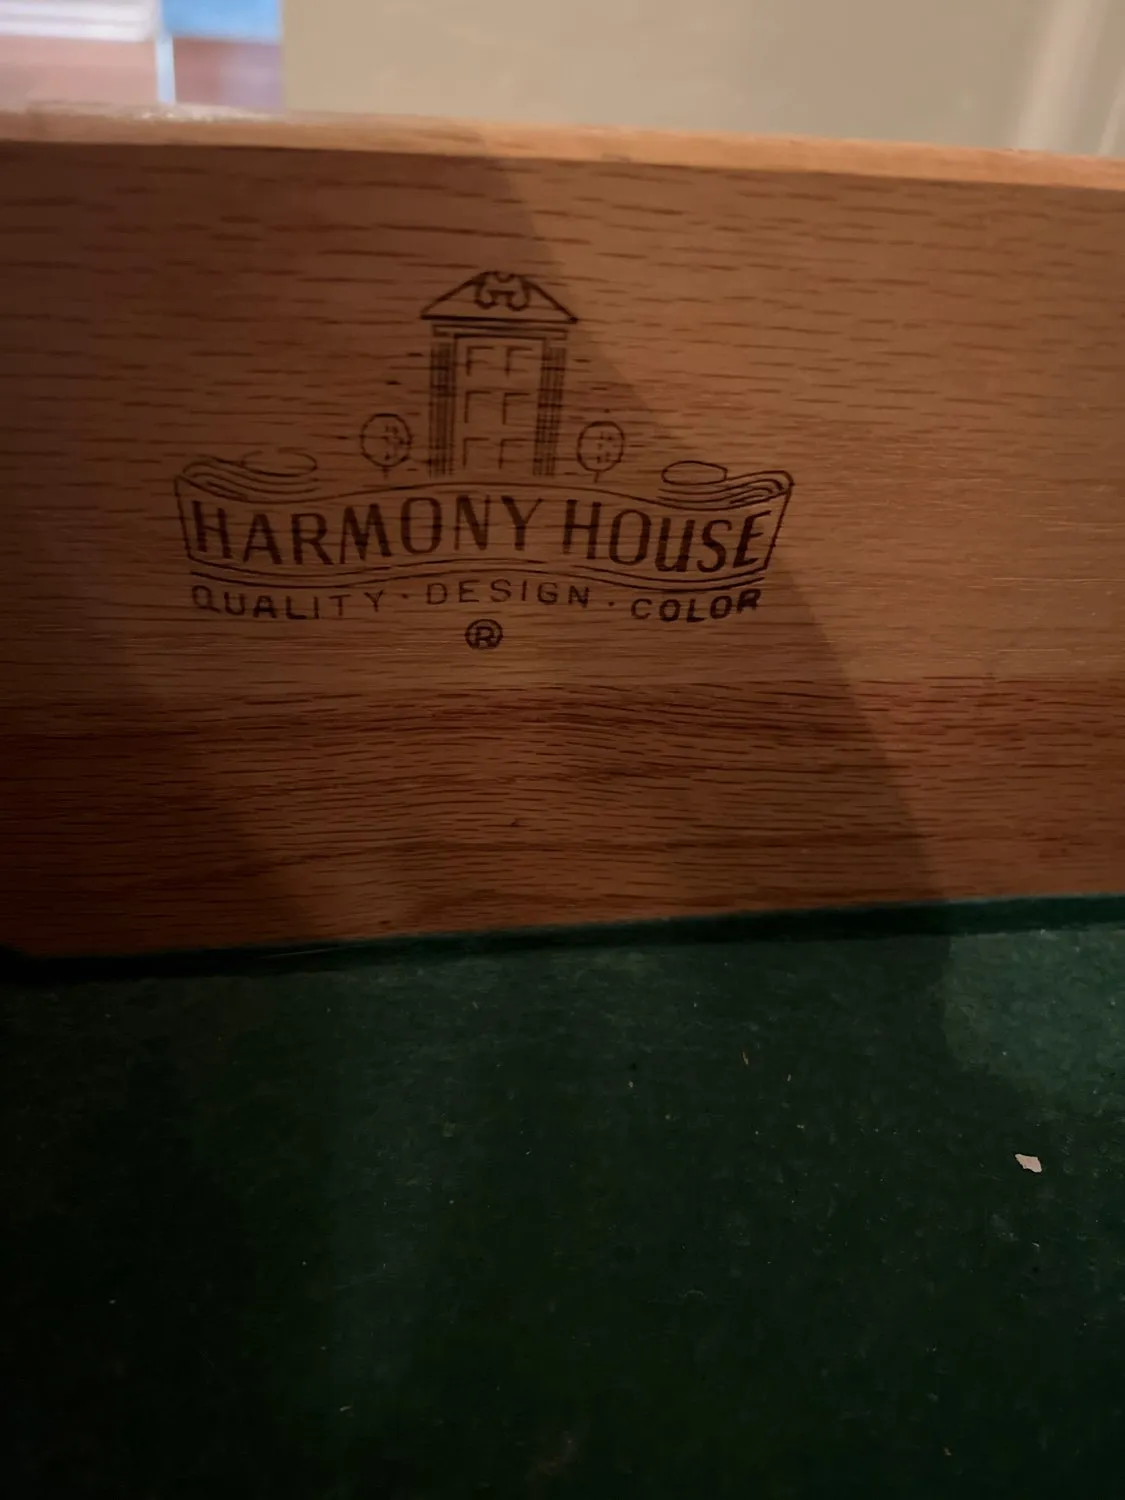 HARMONY HOUSE
QUALITY · DESIGN · COLOR
®